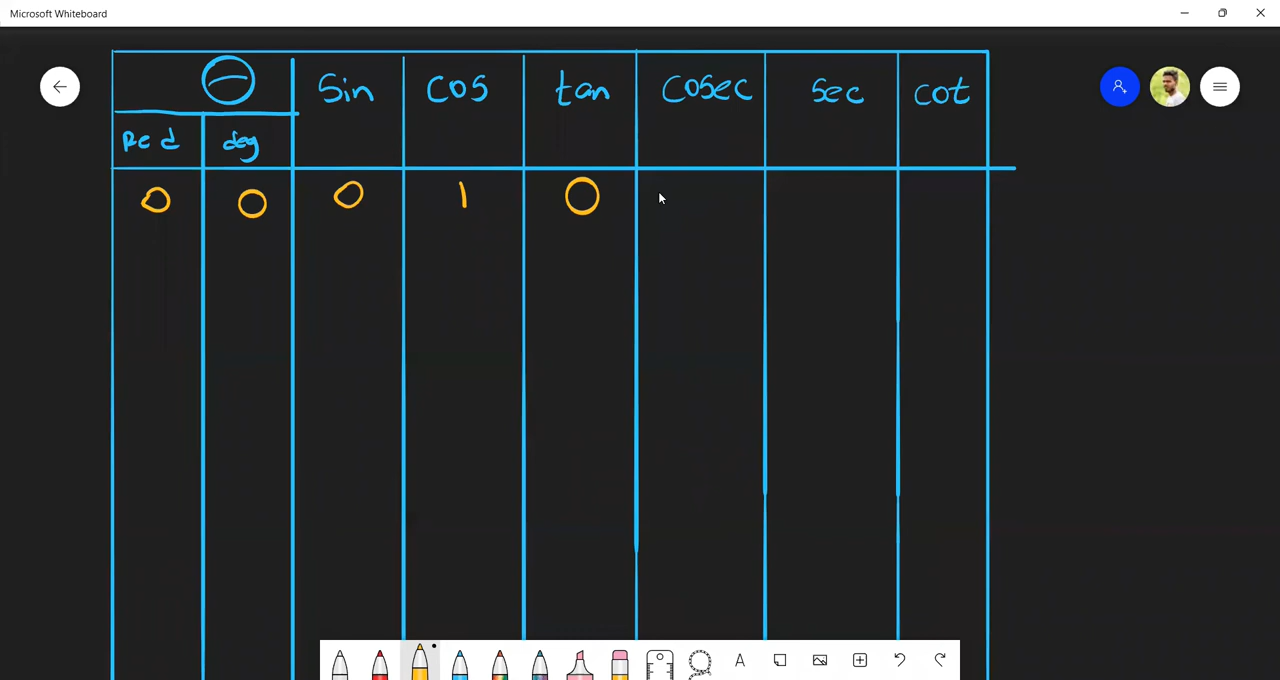 Microsoft Whiteboard
θ Sin cos tan cosec sec cot
Red deg
0 0 0 1 0
A